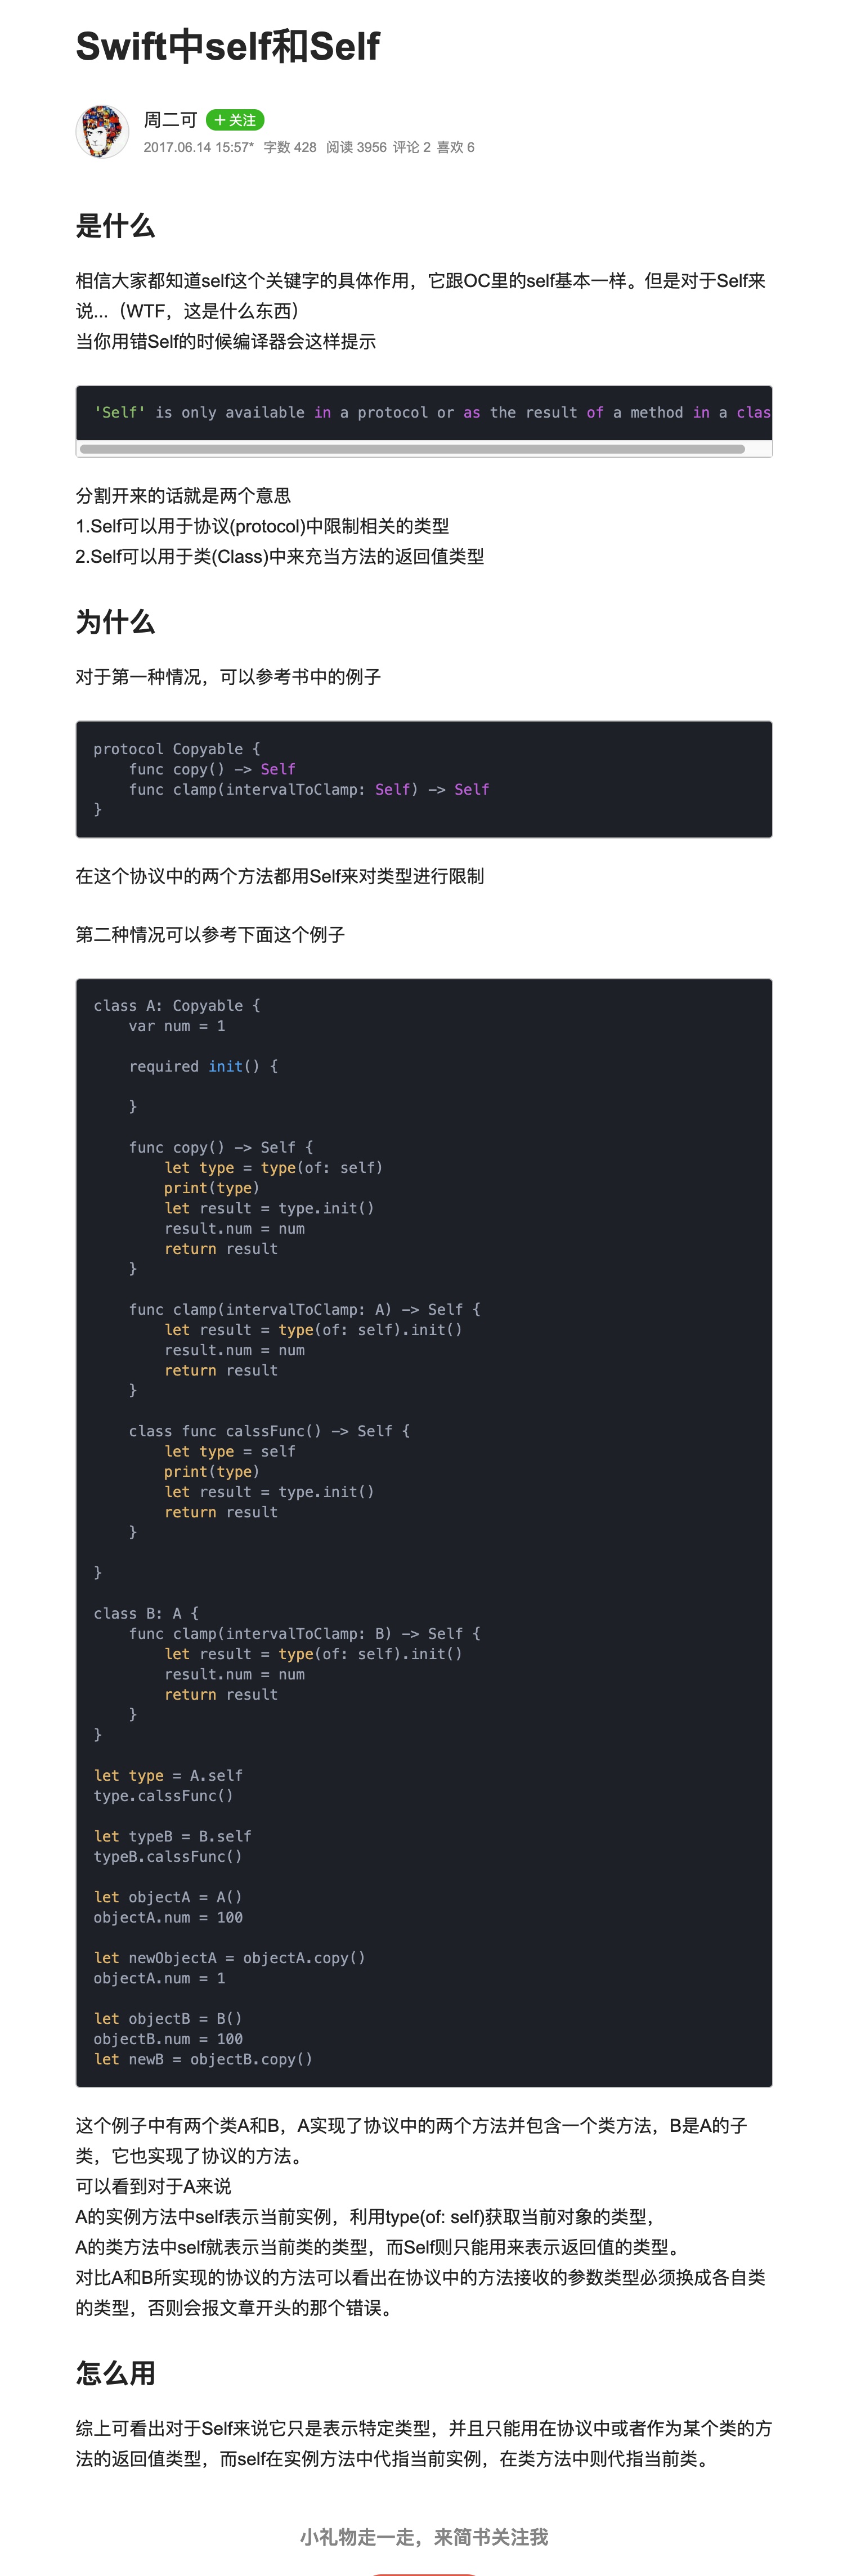 Swift中self和Self
周二可 +关注
2017.06.14 15:57* 字数 428 阅读 3956 评论 2 喜欢 6
是什么
相信大家都知道self这个关键字的具体作用，它跟OC里的self基本一样。但是对于Self来
说...（WTF，这是什么东西）
当你用错Self的时候编译器会这样提示
'Self' is only available in a protocol or as the result of a method in a clas
分割开来的话就是两个意思
1.Self可以用于协议(protocol)中限制相关的类型
2.Self可以用于类(Class)中来充当方法的返回值类型
为什么
对于第一种情况，可以参考书中的例子
protocol Copyable {
    func copy() -> Self
    func clamp(intervalToClamp: Self) -> Self
}
在这个协议中的两个方法都用Self来对类型进行限制
第二种情况可以参考下面这个例子
class A: Copyable {
    var num = 1
    required init() {
    }
    func copy() -> Self {
        let type = type(of: self)
        print(type)
        let result = type.init()
        result.num = num
        return result
    }
    func clamp(intervalToClamp: A) -> Self {
        let result = type(of: self).init()
        result.num = num
        return result
    }
    class func calssFunc() -> Self {
        let type = self
        print(type)
        let result = type.init()
        return result
    }
}
class B: A {
    func clamp(intervalToClamp: B) -> Self {
        let result = type(of: self).init()
        result.num = num
        return result
    }
}
let type = A.self
type.calssFunc()
let typeB = B.self
typeB.calssFunc()
let objectA = A()
objectA.num = 100
let newObjectA = objectA.copy()
objectA.num = 1
let objectB = B()
objectB.num = 100
let newB = objectB.copy()
这个例子中有两个类A和B，A实现了协议中的两个方法并包含一个类方法，B是A的子
类，它也实现了协议的方法。
可以看到对于A来说
A的实例方法中self表示当前实例，利用type(of: self)获取当前对象的类型，
A的类方法中self就表示当前类的类型，而Self则只能用来表示返回值的类型。
对比A和B所实现的协议的方法可以看出在协议中的方法接收的参数类型必须换成各自类
的类型，否则会报文章开头的那个错误。
怎么用
综上可看出对于Self来说它只是表示特定类型，并且只能用在协议中或者作为某个类的方
法的返回值类型，而self在实例方法中代指当前实例，在类方法中则代指当前类。
小礼物走一走，来简书关注我